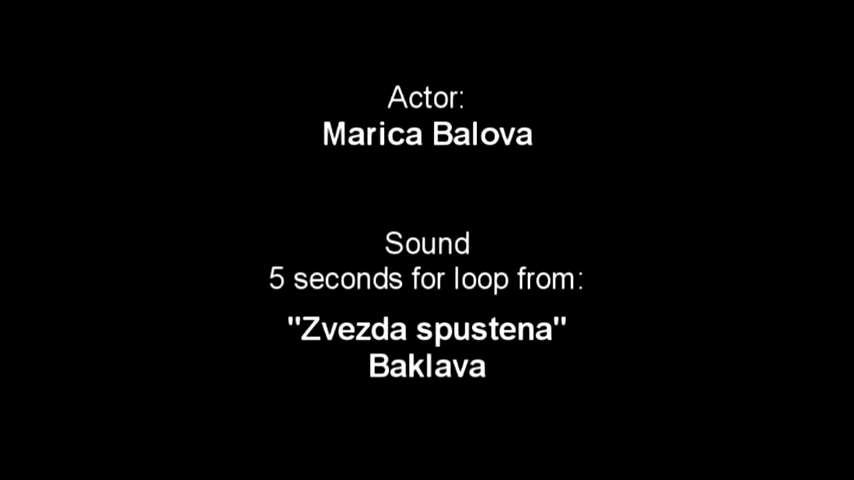 Actor:
Marica Balova
Sound
5 seconds for loop from:
"Zvezda spustena"
Baklava